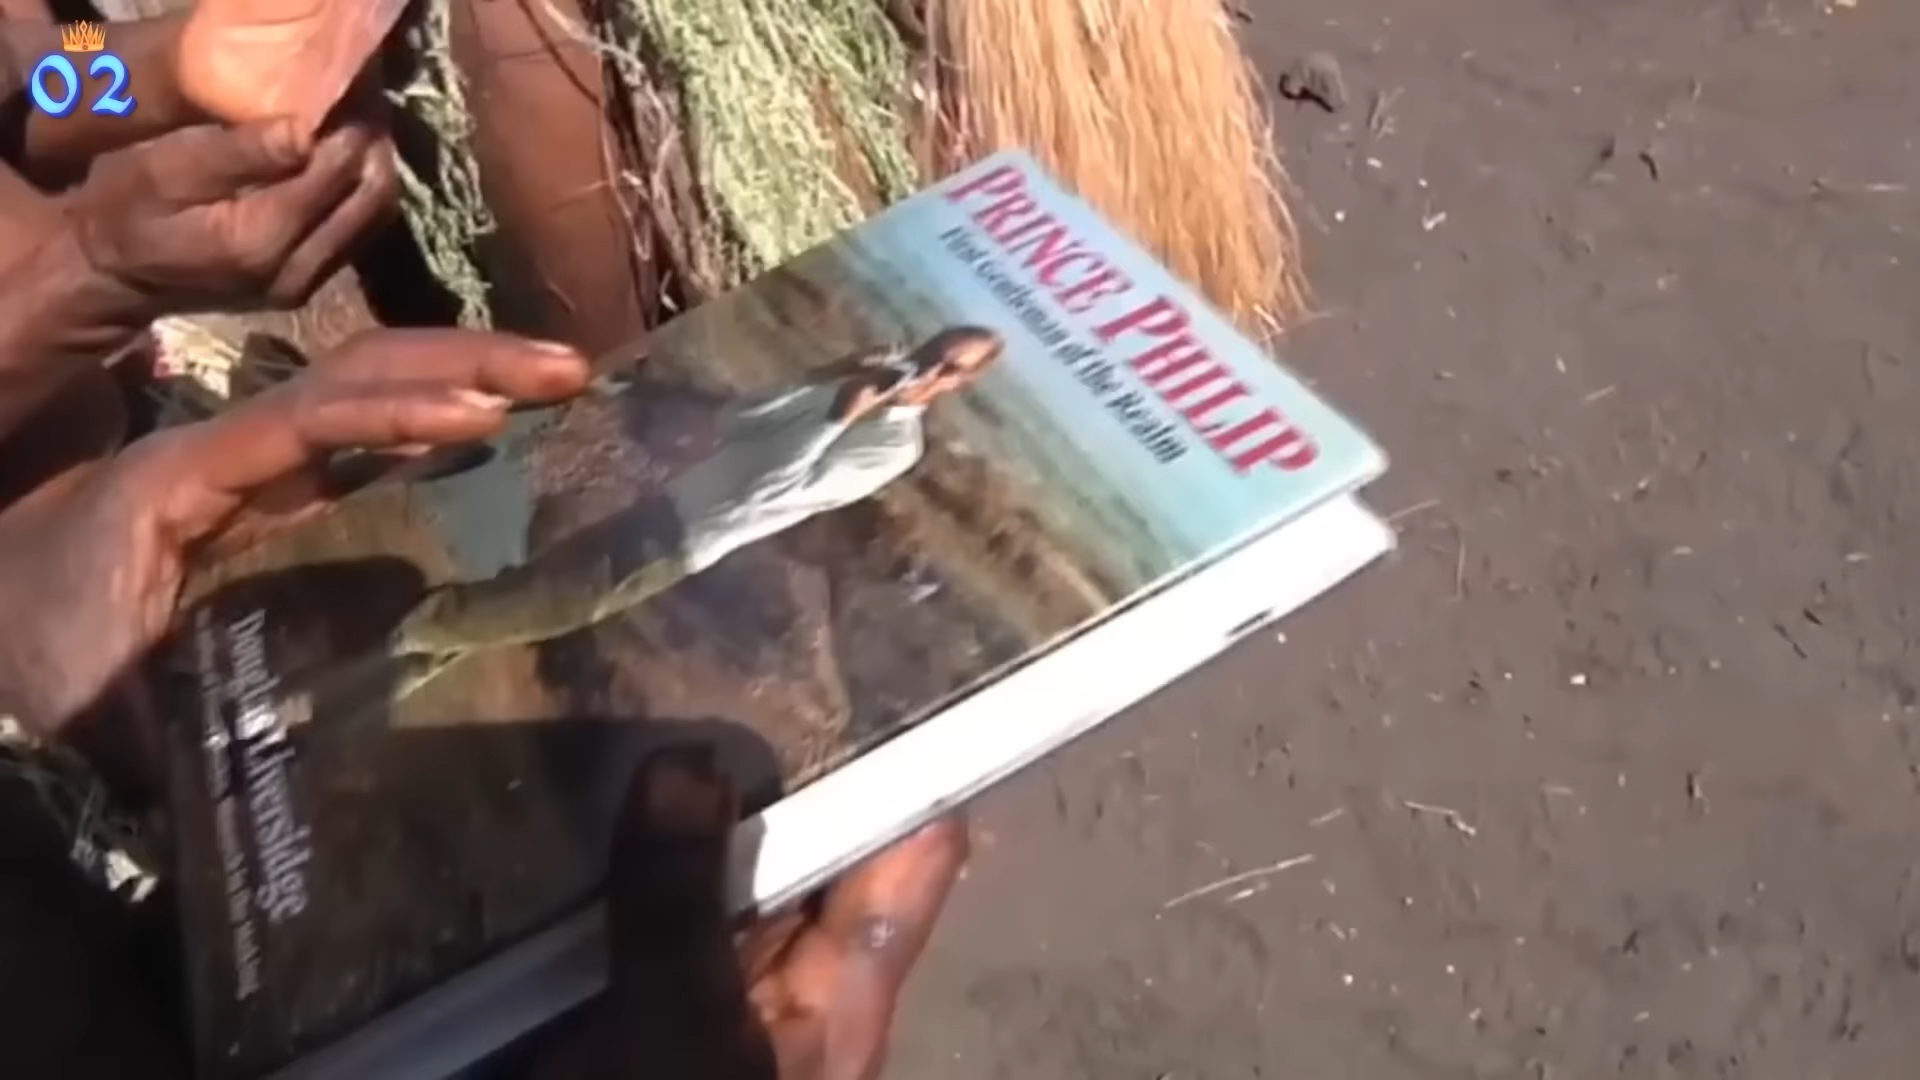 02
PRINCE PHILIP
First Gentleman of the Realm
Douglas Liversidge